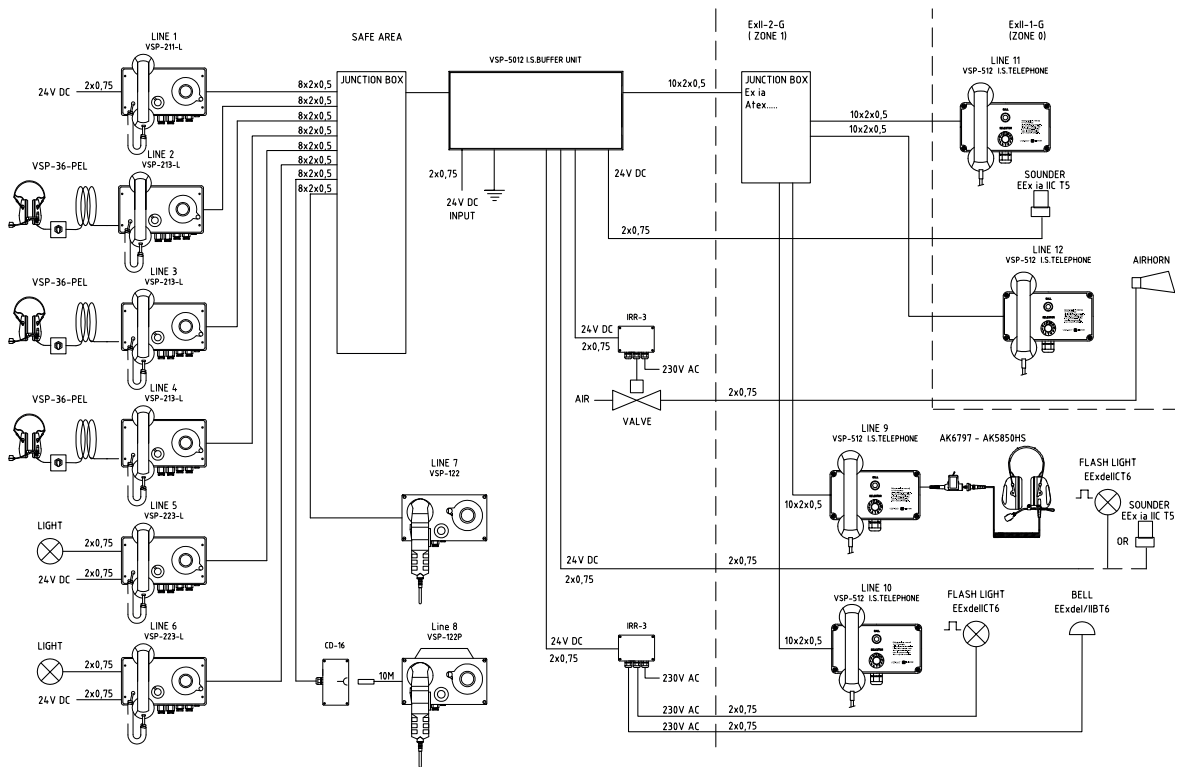 LINE 1
VSP-211-L
24V DC
2x0,75
SAFE AREA
8x2x0,5
8x2x0,5
8x2x0,5
8x2x0,5
8x2x0,5
8x2x0,5
8x2x0,5
8x2x0,5
JUNCTION BOX
VSP-5012 I.S.BUFFER UNIT
2x0,75
24V DC
INPUT
24V DC
10x2x0,5
ExII-2-G
( ZONE 1)
JUNCTION BOX
Ex ia
Atex.....
ExII-1-G
(ZONE 0)
LINE 11
VSP-512 I.S.TELEPHONE
10x2x0,5
10x2x0,5
SOUNDER
EEx ia IIC T5
2x0,75
LINE 12
VSP-512 I.S.TELEPHONE
AIRHORN
VSP-36-PEL
LINE 2
VSP-213-L
VSP-36-PEL
LINE 3
VSP-213-L
VSP-36-PEL
LINE 4
VSP-213-L
IRR-3
24V DC
2x0,75
230V AC
AIR
VALVE
2x0,75
LINE 9
VSP-512 I.S.TELEPHONE
10x2x0,5
AK6797 - AK5850HS
FLASH LIGHT
EExdeIICT6
SOUNDER
EEx ia IIC T5
OR
LINE 7
VSP-122
LIGHT
LINE 5
VSP-223-L
2x0,75
24V DC
2x0,75
24V DC
2x0,75
2x0,75
LIGHT
LINE 6
VSP-223-L
2x0,75
24V DC
2x0,75
CD-16
10M
Line 8
VSP-122P
IRR-3
24V DC
2x0,75
230V AC
230V AC
2x0,75
230V AC
2x0,75
LINE 10
VSP-512 I.S.TELEPHONE
10x2x0,5
FLASH LIGHT
EExdeIICT6
BELL
EExdeI/IIBT6